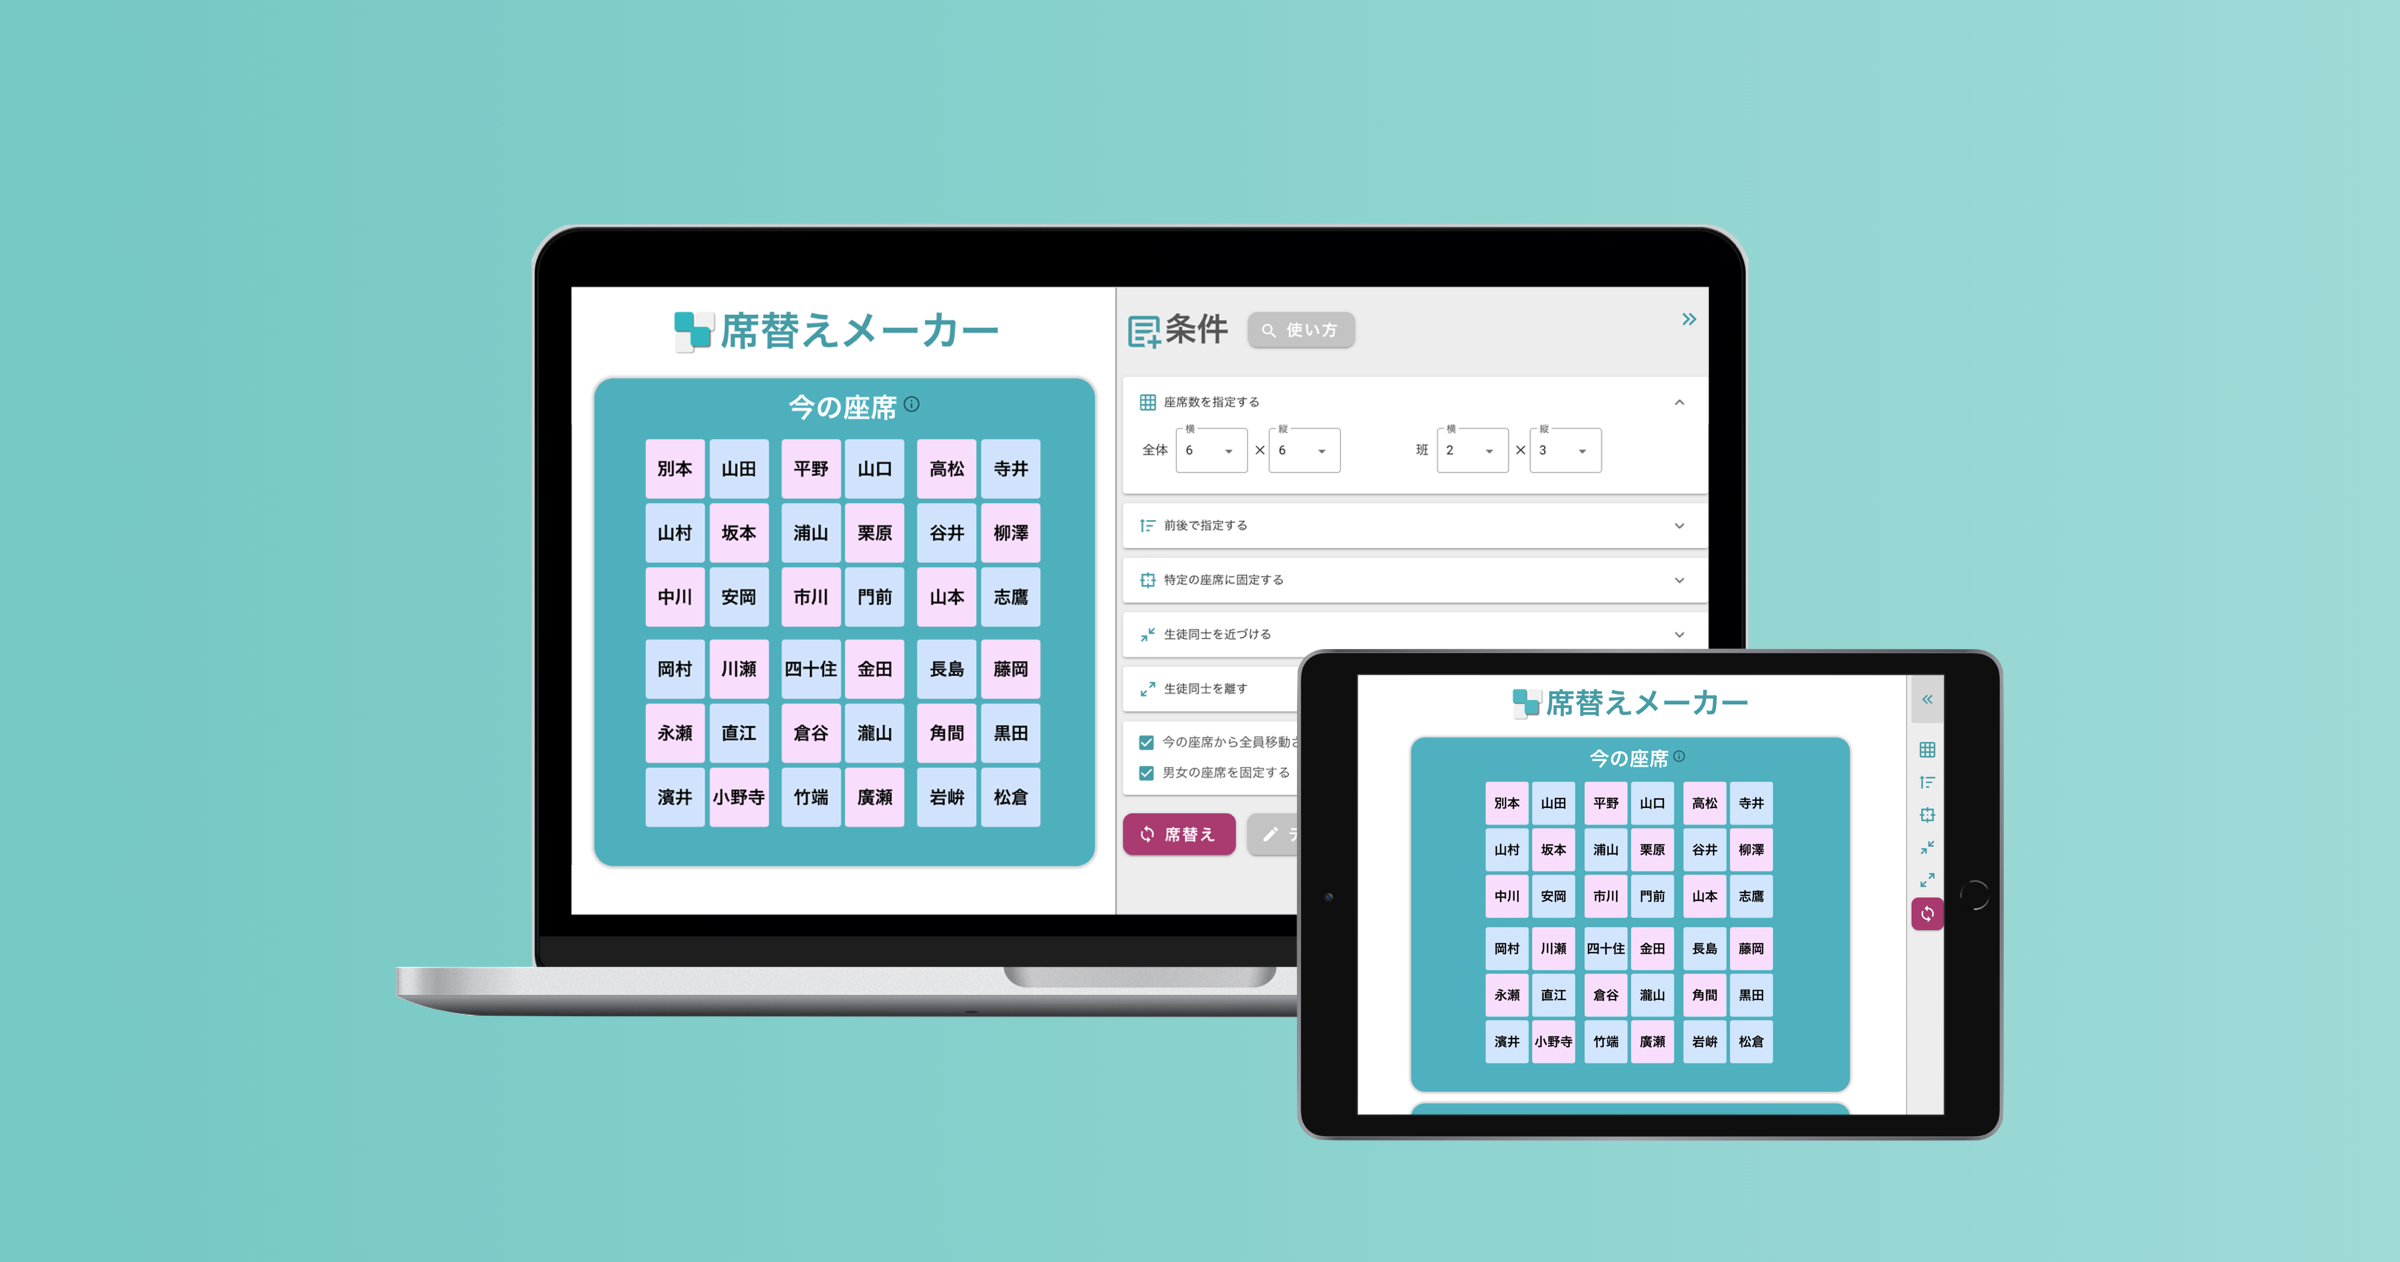 席替えメーカー
今の座席
別本 山田 平野 山口 高松 寺井
山村 坂本 浦山 栗原 谷井 柳澤
中川 安岡 市川 門前 山本 志鷹
岡村 川瀬 四十住 金田 長島 藤岡
永瀬 直江 倉谷 瀧山 角間 黒田
濱井 小野寺 竹端 廣瀬 岩峅 松倉
条件
使い方
座席数を指定する
全体 横 6 × 縦 6 班 横 2 × 縦 3
前後で指定する
特定の座席に固定する
生徒同士を近づける
生徒同士を離す
今の座席から全員移動さ
男女の座席を固定する
席替え
席替えメーカー
今の座席
別本 山田 平野 山口 高松 寺井
山村 坂本 浦山 栗原 谷井 柳澤
中川 安岡 市川 門前 山本 志鷹
岡村 川瀬 四十住 金田 長島 藤岡
永瀬 直江 倉谷 瀧山 角間 黒田
濱井 小野寺 竹端 廣瀬 岩峅 松倉